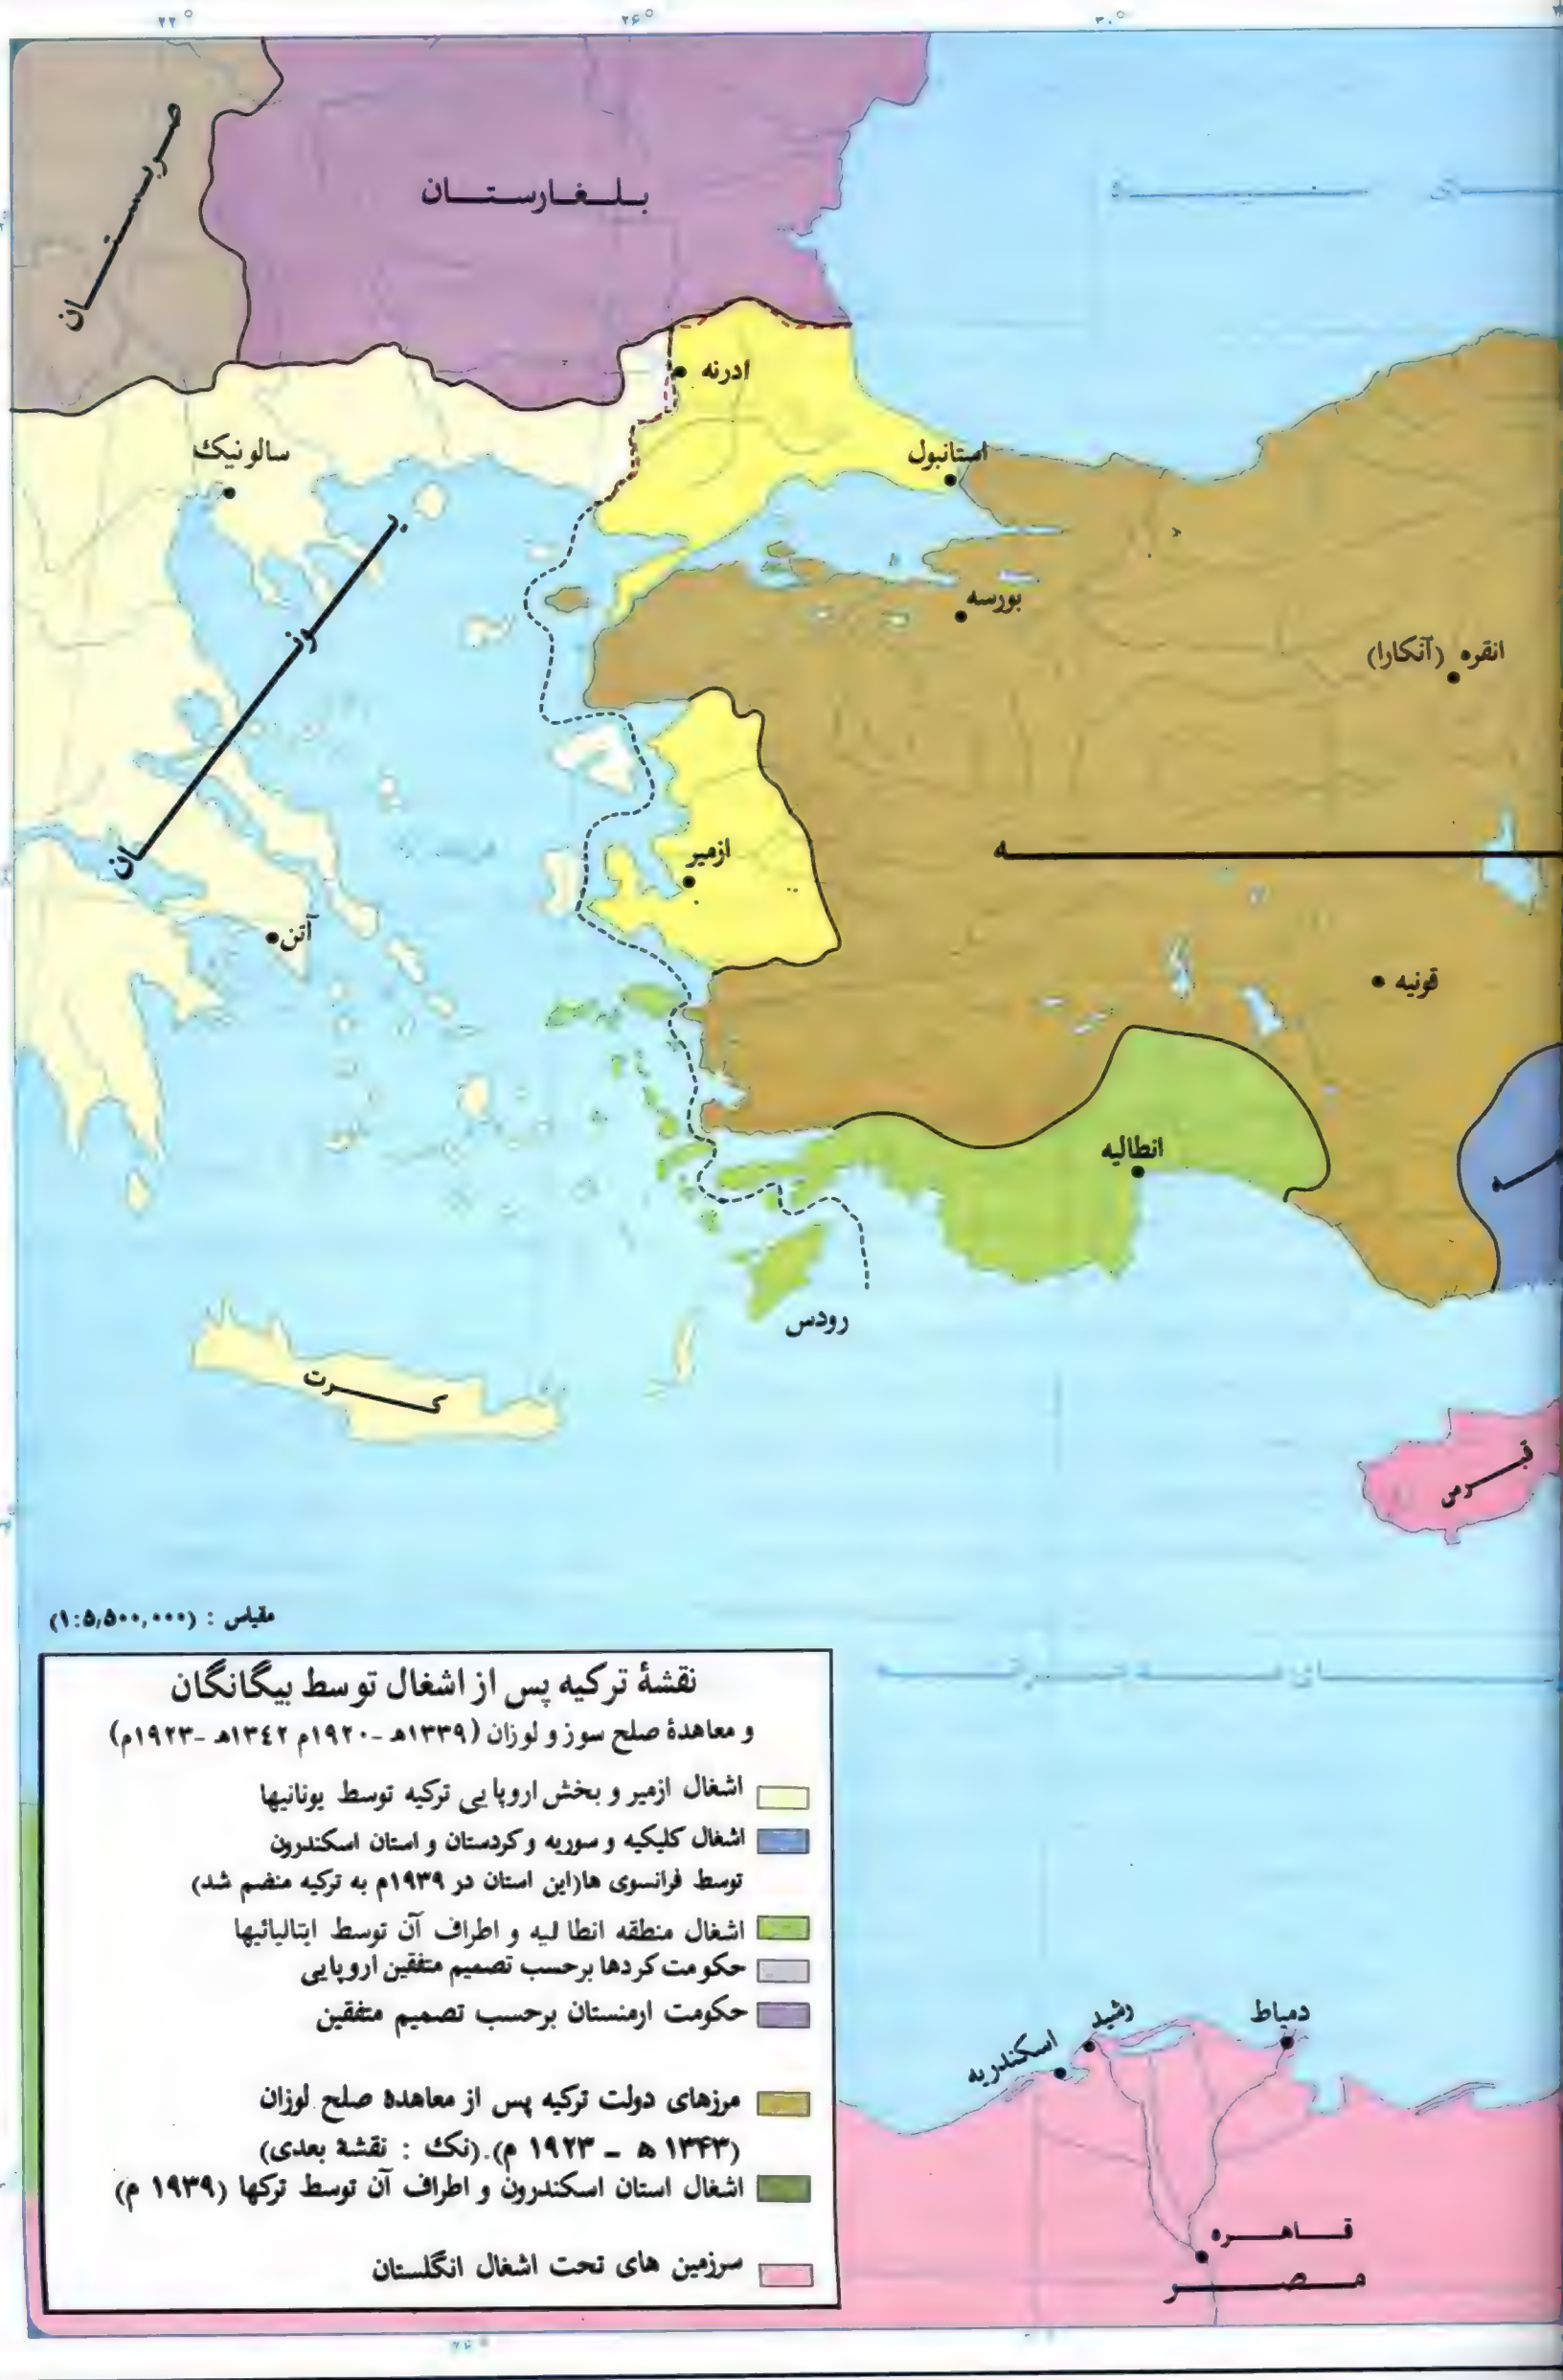 ۲۲°
۲۶°
۳۰°
صربستان
بلغارستان
ادرنه
سالونیک
استانبول
بورسه
انقره (آنکارا)
یونان
ازمیر
آتن
قونیه
انطالیه
رودس
کرت
قبرس
مقیاس : (۱:۵,۵۰۰,۰۰۰)
نقشهٔ ترکیه پس از اشغال توسط بیگانگان
و معاهدهٔ صلح سوز و لوزان (۱۳۳۹هـ -۱۹۲۰م ۱۳٤۲هـ -۱۹۲۳م)
اشغال ازمیر و بخش اروپایی ترکیه توسط یونانیها
اشغال کلیکیه و سوریه و کردستان و استان اسکندرون
توسط فرانسوی ها(این استان در ۱۹۳۹م به ترکیه منضم شد)
اشغال منطقه انطالیه و اطراف آن توسط ایتالیائیها
حکومت کردها برحسب تصمیم متفقین اروپایی
حکومت ارمنستان برحسب تصمیم متفقین
مرزهای دولت ترکیه پس از معاهدهٔ صلح لوزان
(۱۳۴۳ ه – ۱۹۲۳ م).(نک : نقشهٔ بعدی)
اشغال استان اسکندرون و اطراف آن توسط ترکها (۱۹۳۹ م)
سرزمین های تحت اشغال انگلستان
دمیاط
رشید
اسکندریه
قاهره
مصر
۲۶°